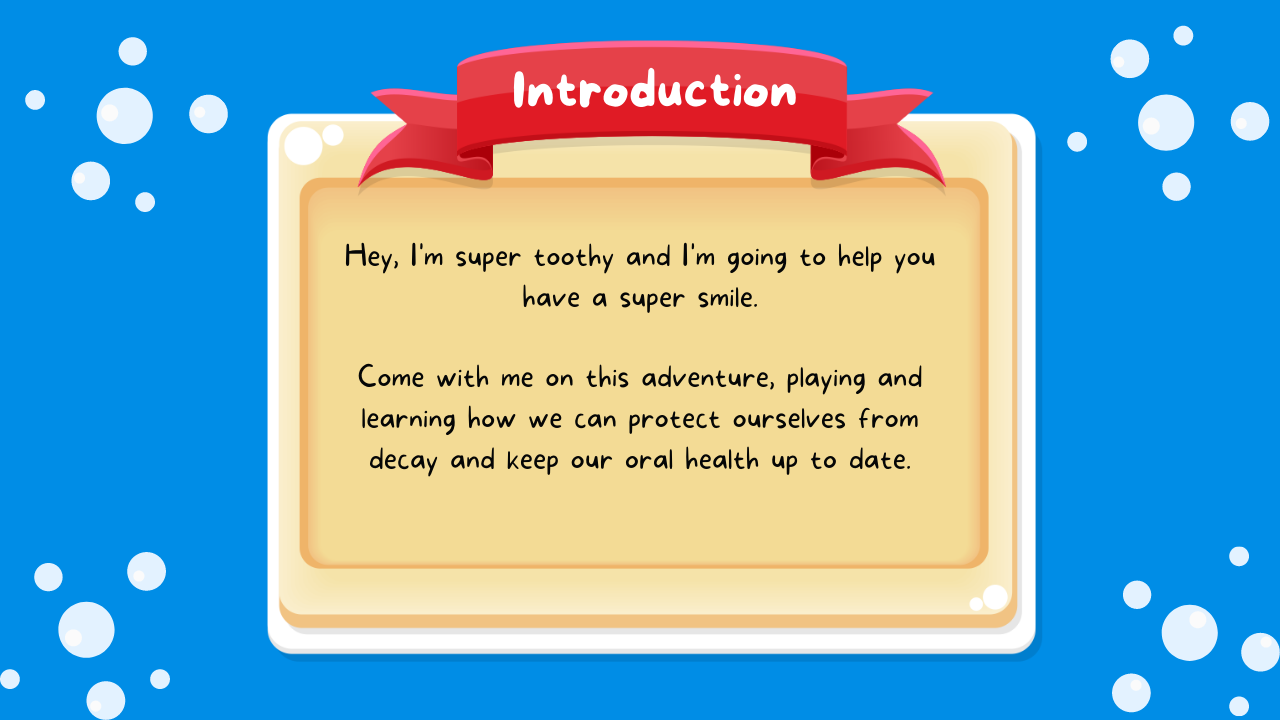 Introduction
Hey, I'm super toothy and I'm going to help you
have a super smile.
Come with me on this adventure, playing and
learning how we can protect ourselves from
decay and keep our oral health up to date.